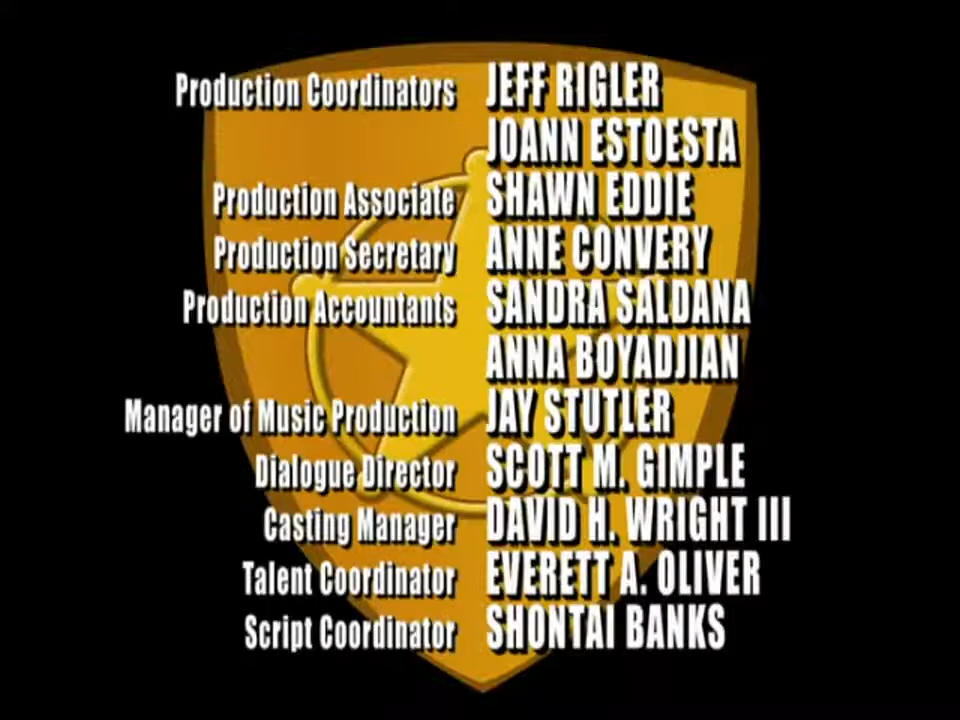 Production Coordinators JEFF RIGLER
JOANN ESTOESTA
Production Associate SHAWN EDDIE
Production Secretary ANNE CONVERY
Production Accountants SANDRA SALDANA
ANNA BOYADJIAN
Manager of Music Production JAY STUTLER
Dialogue Director SCOTT M. GIMPLE
Casting Manager DAVID H. WRIGHT III
Talent Coordinator EVERETT A. OLIVER
Script Coordinator SHONTAI BANKS